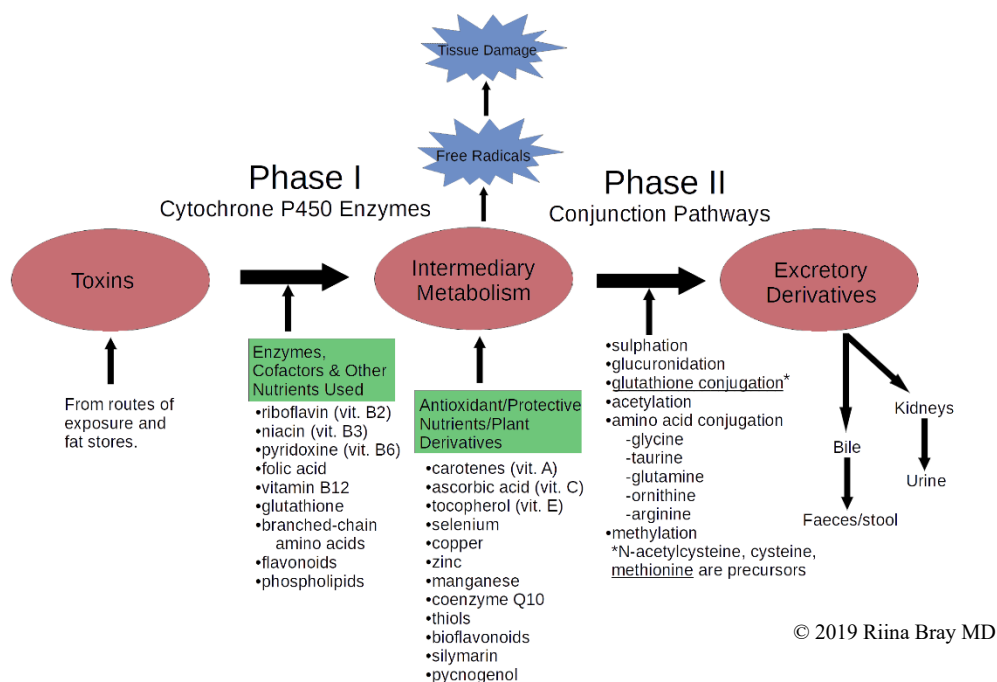 Tissue Damage
Free Radicals
Phase I
Cytochrone P450 Enzymes
Phase II
Conjunction Pathways
Toxins
Intermediary
Metabolism
Excretory
Derivatives
From routes of
exposure and
fat stores.
Enzymes,
Cofactors & Other
Nutrients Used
•riboflavin (vit. B2)
•niacin (vit. B3)
•pyridoxine (vit. B6)
•folic acid
•vitamin B12
•glutathione
•branched-chain
amino acids
•flavonoids
•phospholipids
Antioxidant/Protective
Nutrients/Plant
Derivatives
•carotenes (vit. A)
•ascorbic acid (vit. C)
•tocopherol (vit. E)
•selenium
•copper
•zinc
•manganese
•coenzyme Q10
•thiols
•bioflavonoids
•silymarin
•pycnogenol
•sulphation
•glucuronidation
•glutathione conjugation*
•acetylation
•amino acid conjugation
-glycine
-taurine
-glutamine
-ornithine
-arginine
•methylation
*N-acetylcysteine, cysteine,
methionine are precursors
Bile
Faeces/stool
Kidneys
Urine
© 2019 Riina Bray MD